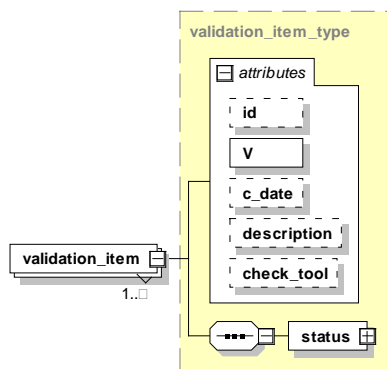 validation_item_type
attributes
id
V
c_date
description
check_tool
validation_item
1..
status